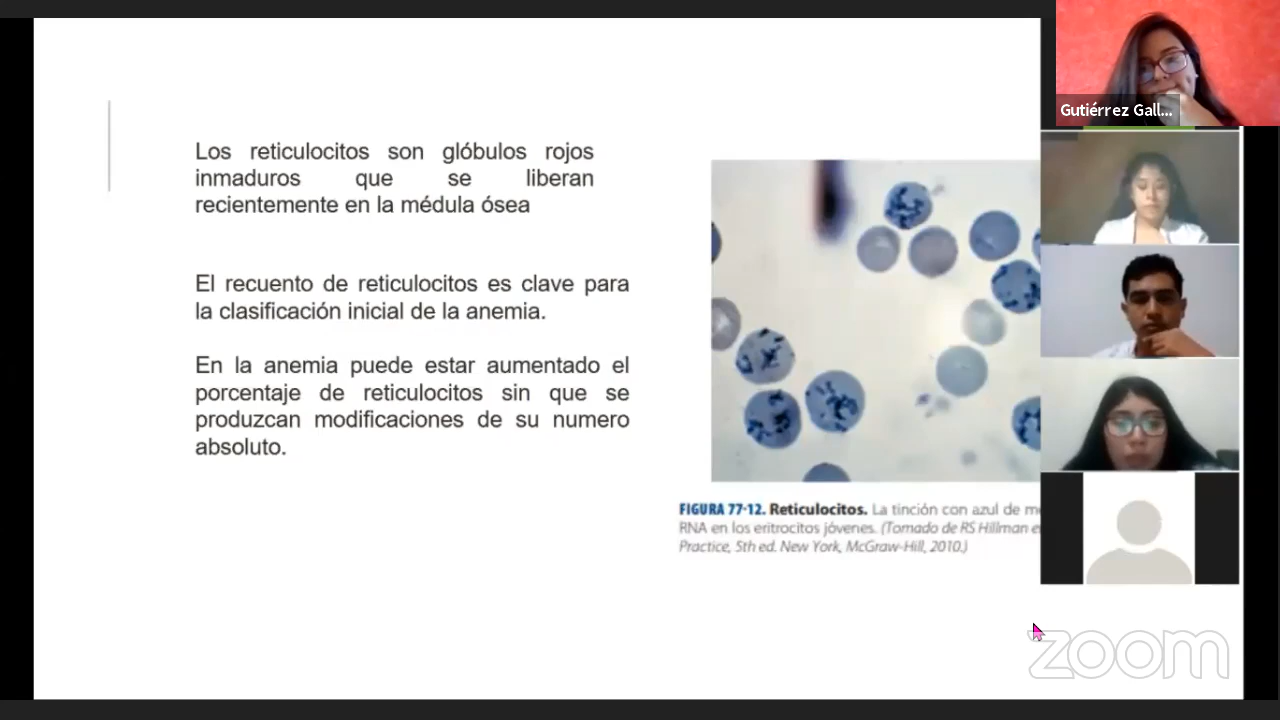 Los reticulocitos son glóbulos rojos
inmaduros que se liberan
recientemente en la médula ósea
El recuento de reticulocitos es clave para
la clasificación inicial de la anemia.
En la anemia puede estar aumentado el
porcentaje de reticulocitos sin que se
produzcan modificaciones de su numero
absoluto.
FIGURA 77-12. Reticulocitos. La tinción con azul de
RNA en los eritrocitos jóvenes. (Tomado de RS Hillman
Practice, 5th ed. New York, McGraw-Hill, 2010.)
Gutiérrez Gall...
zoom